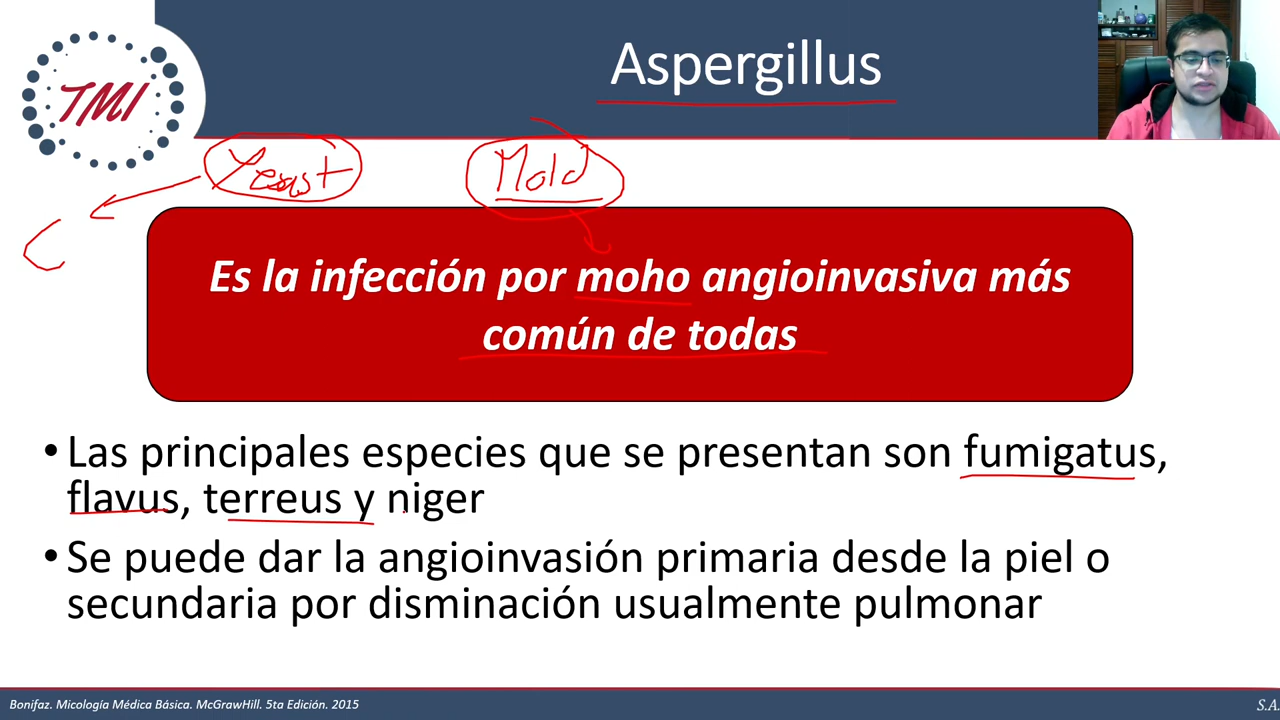 Aspergillus
TMI
Yeast
Mold
Es la infección por moho angioinvasiva más
común de todas
• Las principales especies que se presentan son fumigatus,
flavus, terreus y niger
• Se puede dar la angioinvasión primaria desde la piel o
secundaria por disminación usualmente pulmonar
Bonifaz. Micología Médica Básica. McGrawHill. 5ta Edición. 2015
S.A.